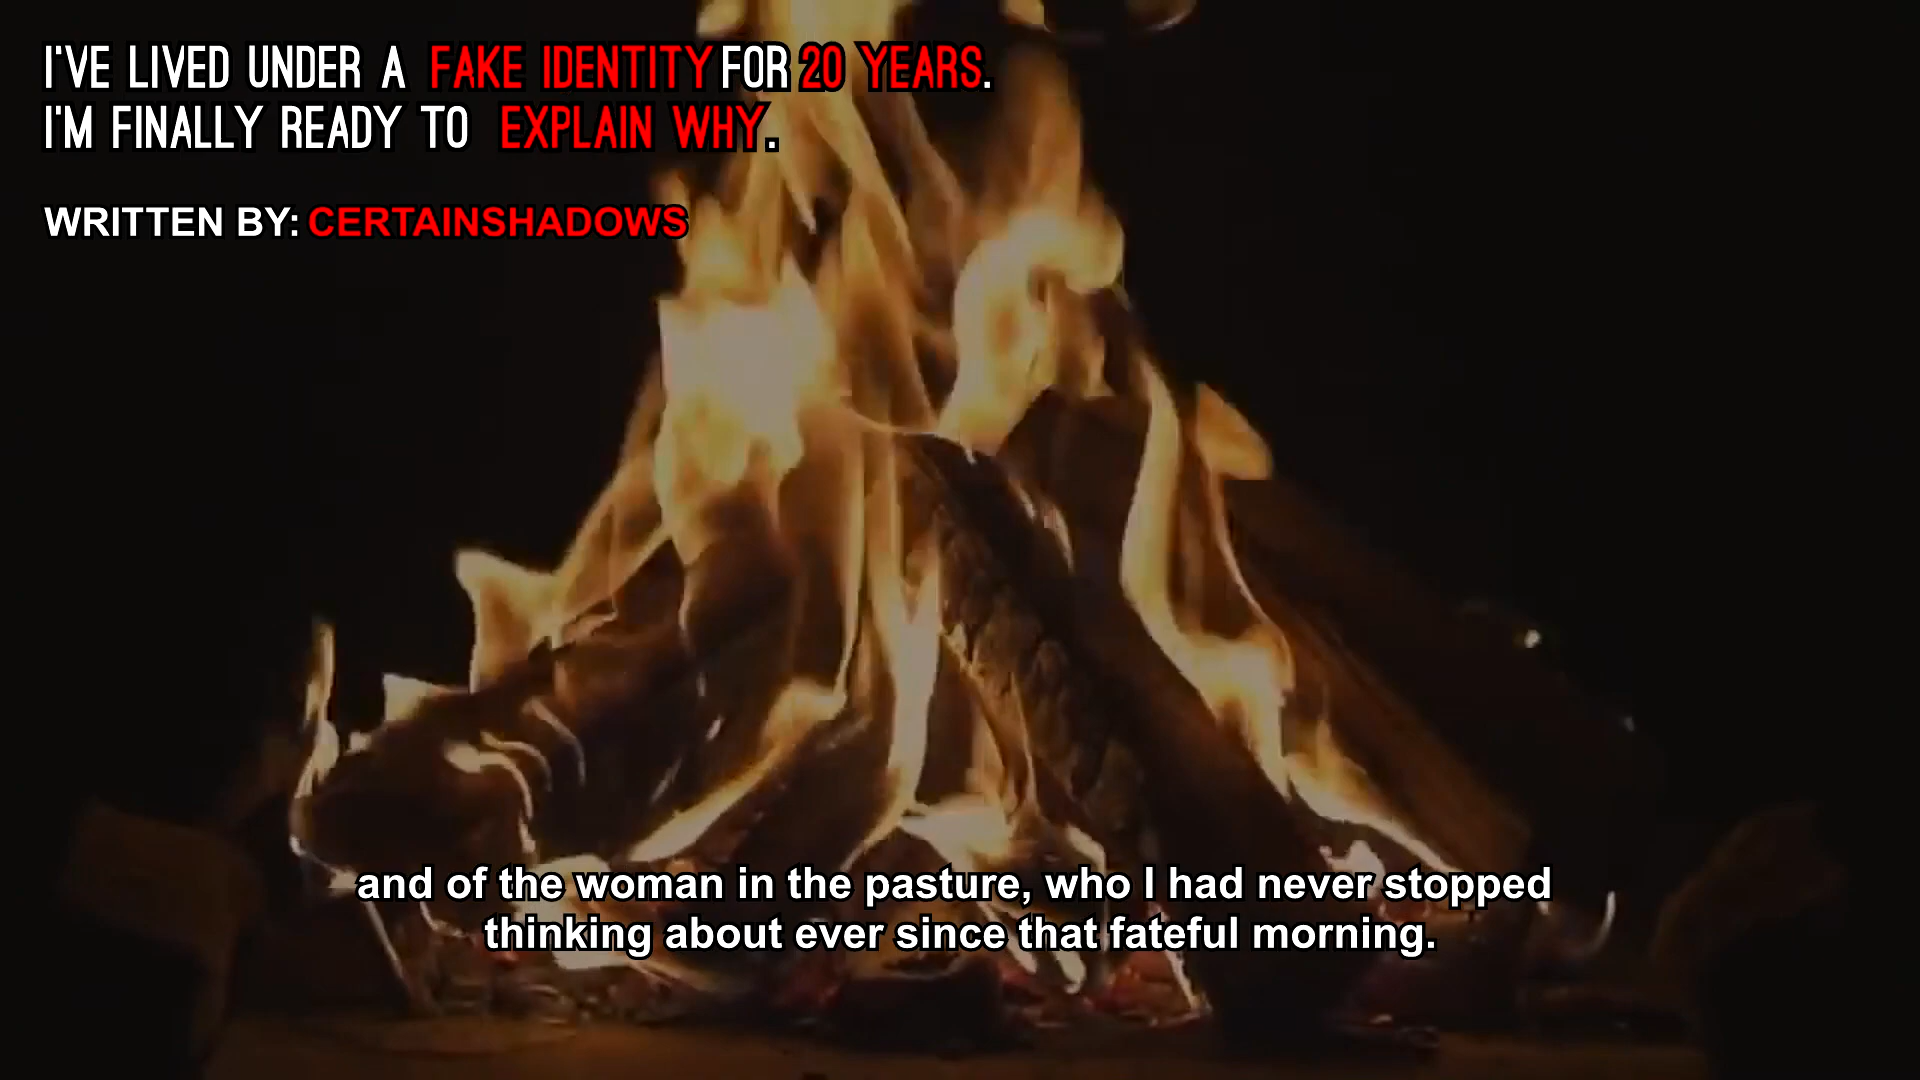 I'VE LIVED UNDER A FAKE IDENTITY FOR 20 YEARS.
I'M FINALLY READY TO EXPLAIN WHY.
WRITTEN BY: CERTAINSHADOWS
and of the woman in the pasture, who I had never stopped
thinking about ever since that fateful morning.